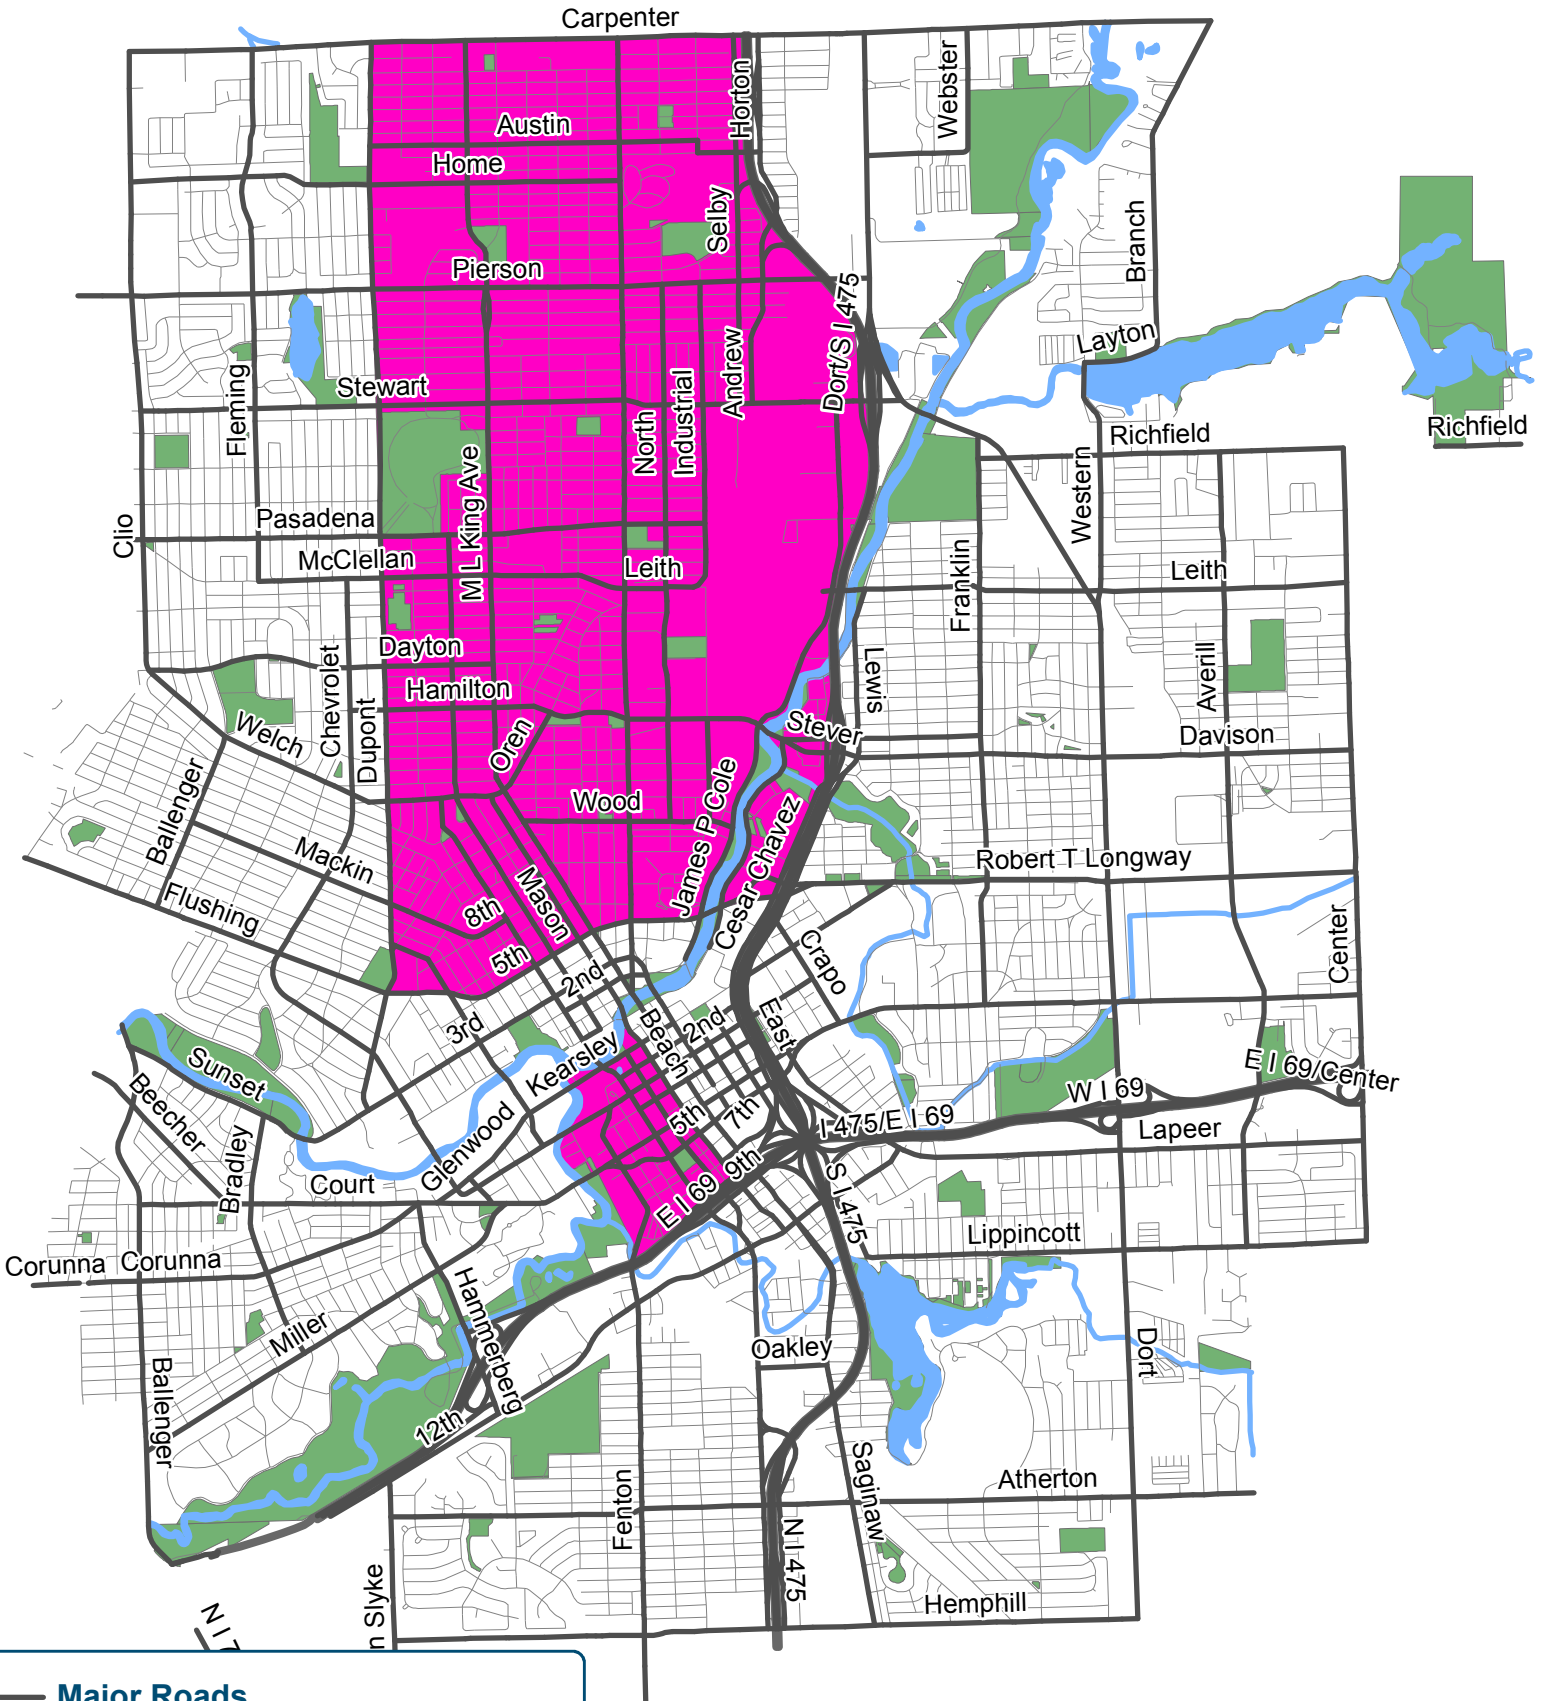 Carpenter
Horton
Webster
Austin
Home
Selby
Branch
Pierson
Dort/S I 475
Layton
Andrew
Stewart
Fleming
North
Industrial
Richfield
Richfield
M L King Ave
Western
Pasadena
Clio
McClellan
Leith
Leith
Franklin
Dayton
Chevrolet
Hamilton
Lewis
Averill
Dupont
Welch
Oren
Stever
Davison
Ballenger
James P Cole
Wood
Cesar Chavez
Mackin
Robert T Longway
Flushing
Mason
8th
5th
2nd
Crapo
Center
3rd
Beach
2nd
East
Kearsley
Sunset
E I 69/Center
W I 69
Beecher
5th
7th
I 475/E I 69
Lapeer
Bradley
Glenwood
9th
Court
E I 69
S I 475
Lippincott
Corunna
Corunna
Hammerberg
Miller
Oakley
Dort
Ballenger
12th
Saginaw
Atherton
Fenton
N I 475
n Slyke
Hemphill
N I 7
Major Roads